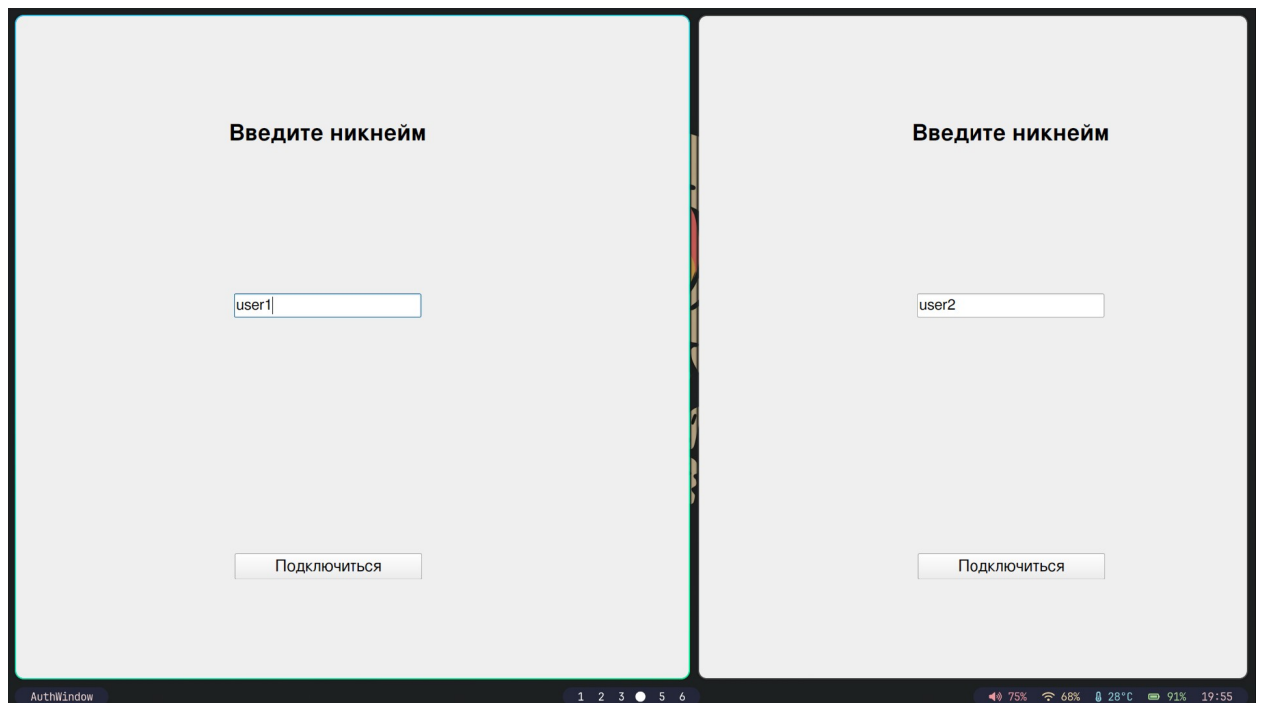 Введите никнейм
user1
Подключиться
Введите никнейм
user2
Подключиться
AuthWindow
1 2 3 5 6
75% 68% 28°C 91% 19:55